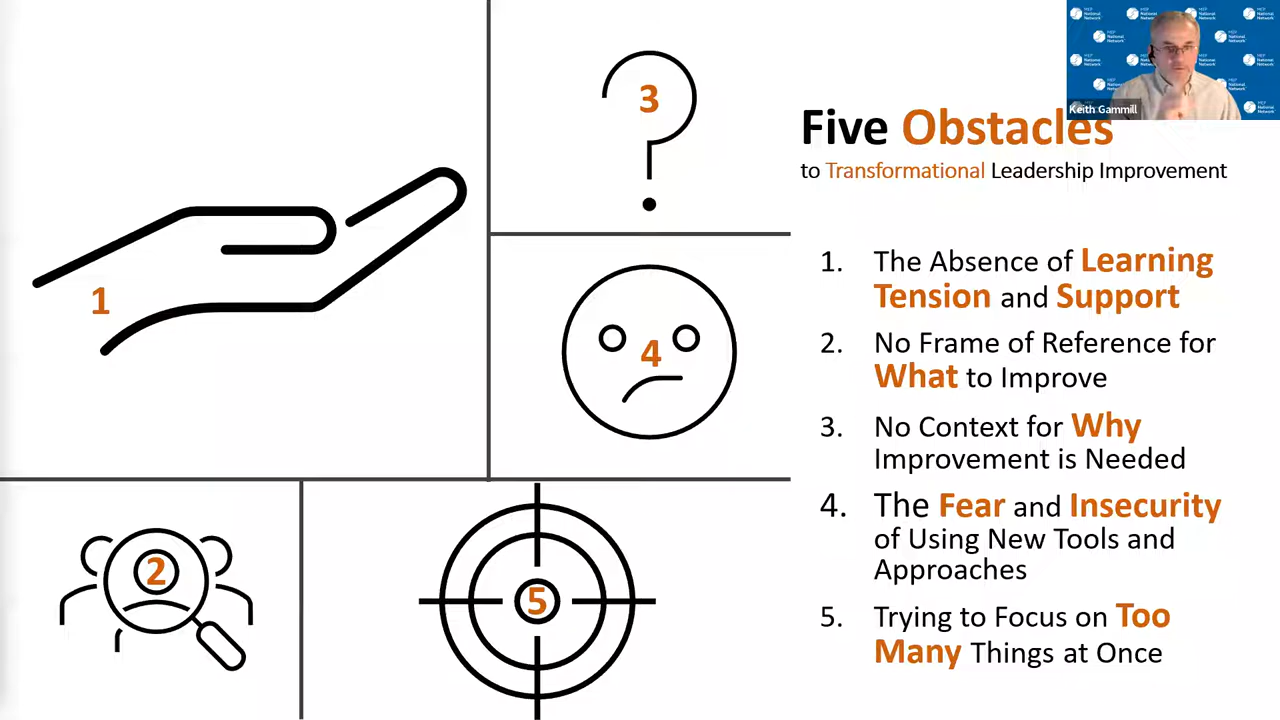 3
1
4
2
5
Five Obstacles
to Transformational Leadership Improvement
1. The Absence of Learning
Tension and Support
2. No Frame of Reference for
What to Improve
3. No Context for Why
Improvement is Needed
4. The Fear and Insecurity
of Using New Tools and
Approaches
5. Trying to Focus on Too
Many Things at Once
MEP
National
Network
Keith Gammill